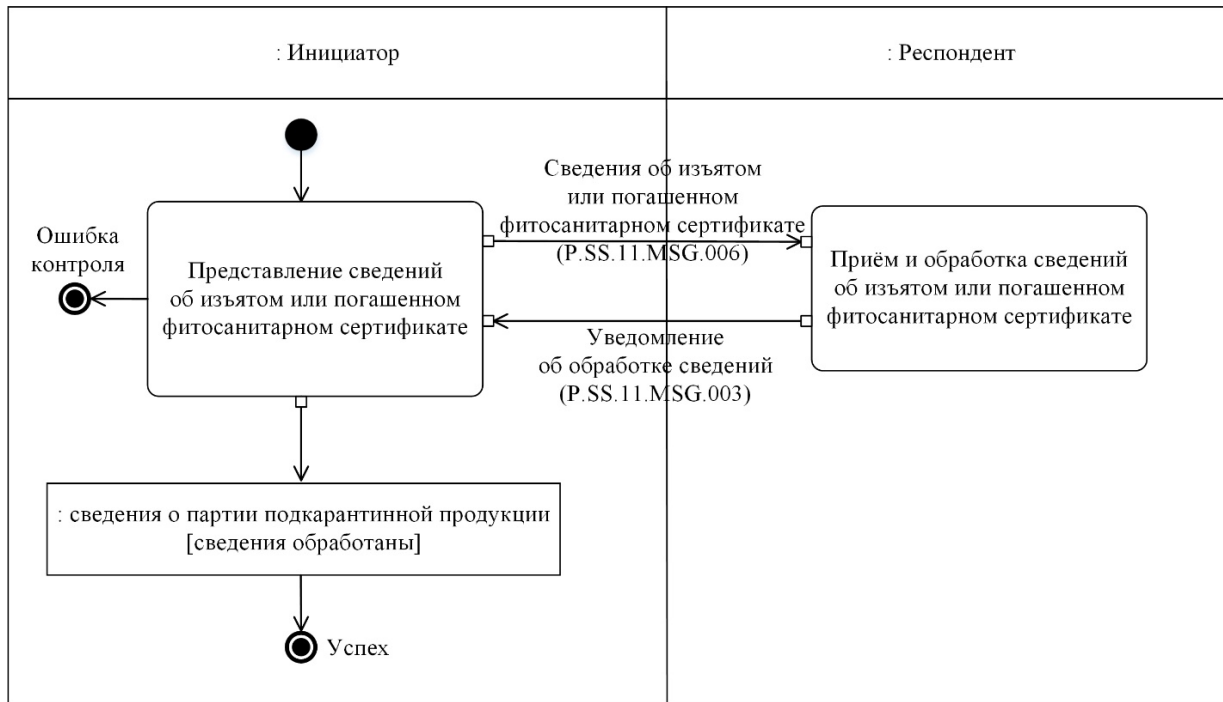 : Инициатор
: Респондент
Сведения об изъятом
или погашенном
фитосанитарном сертификате
(P.SS.11.MSG.006)
Ошибка
контроля
Представление сведений
об изъятом или погашенном
фитосанитарном сертификате
Приём и обработка сведений
об изъятом или погашенном
фитосанитарном сертификате
Уведомление
об обработке сведений
(P.SS.11.MSG.003)
: сведения о партии подкарантинной продукции
[сведения обработаны]
Успех